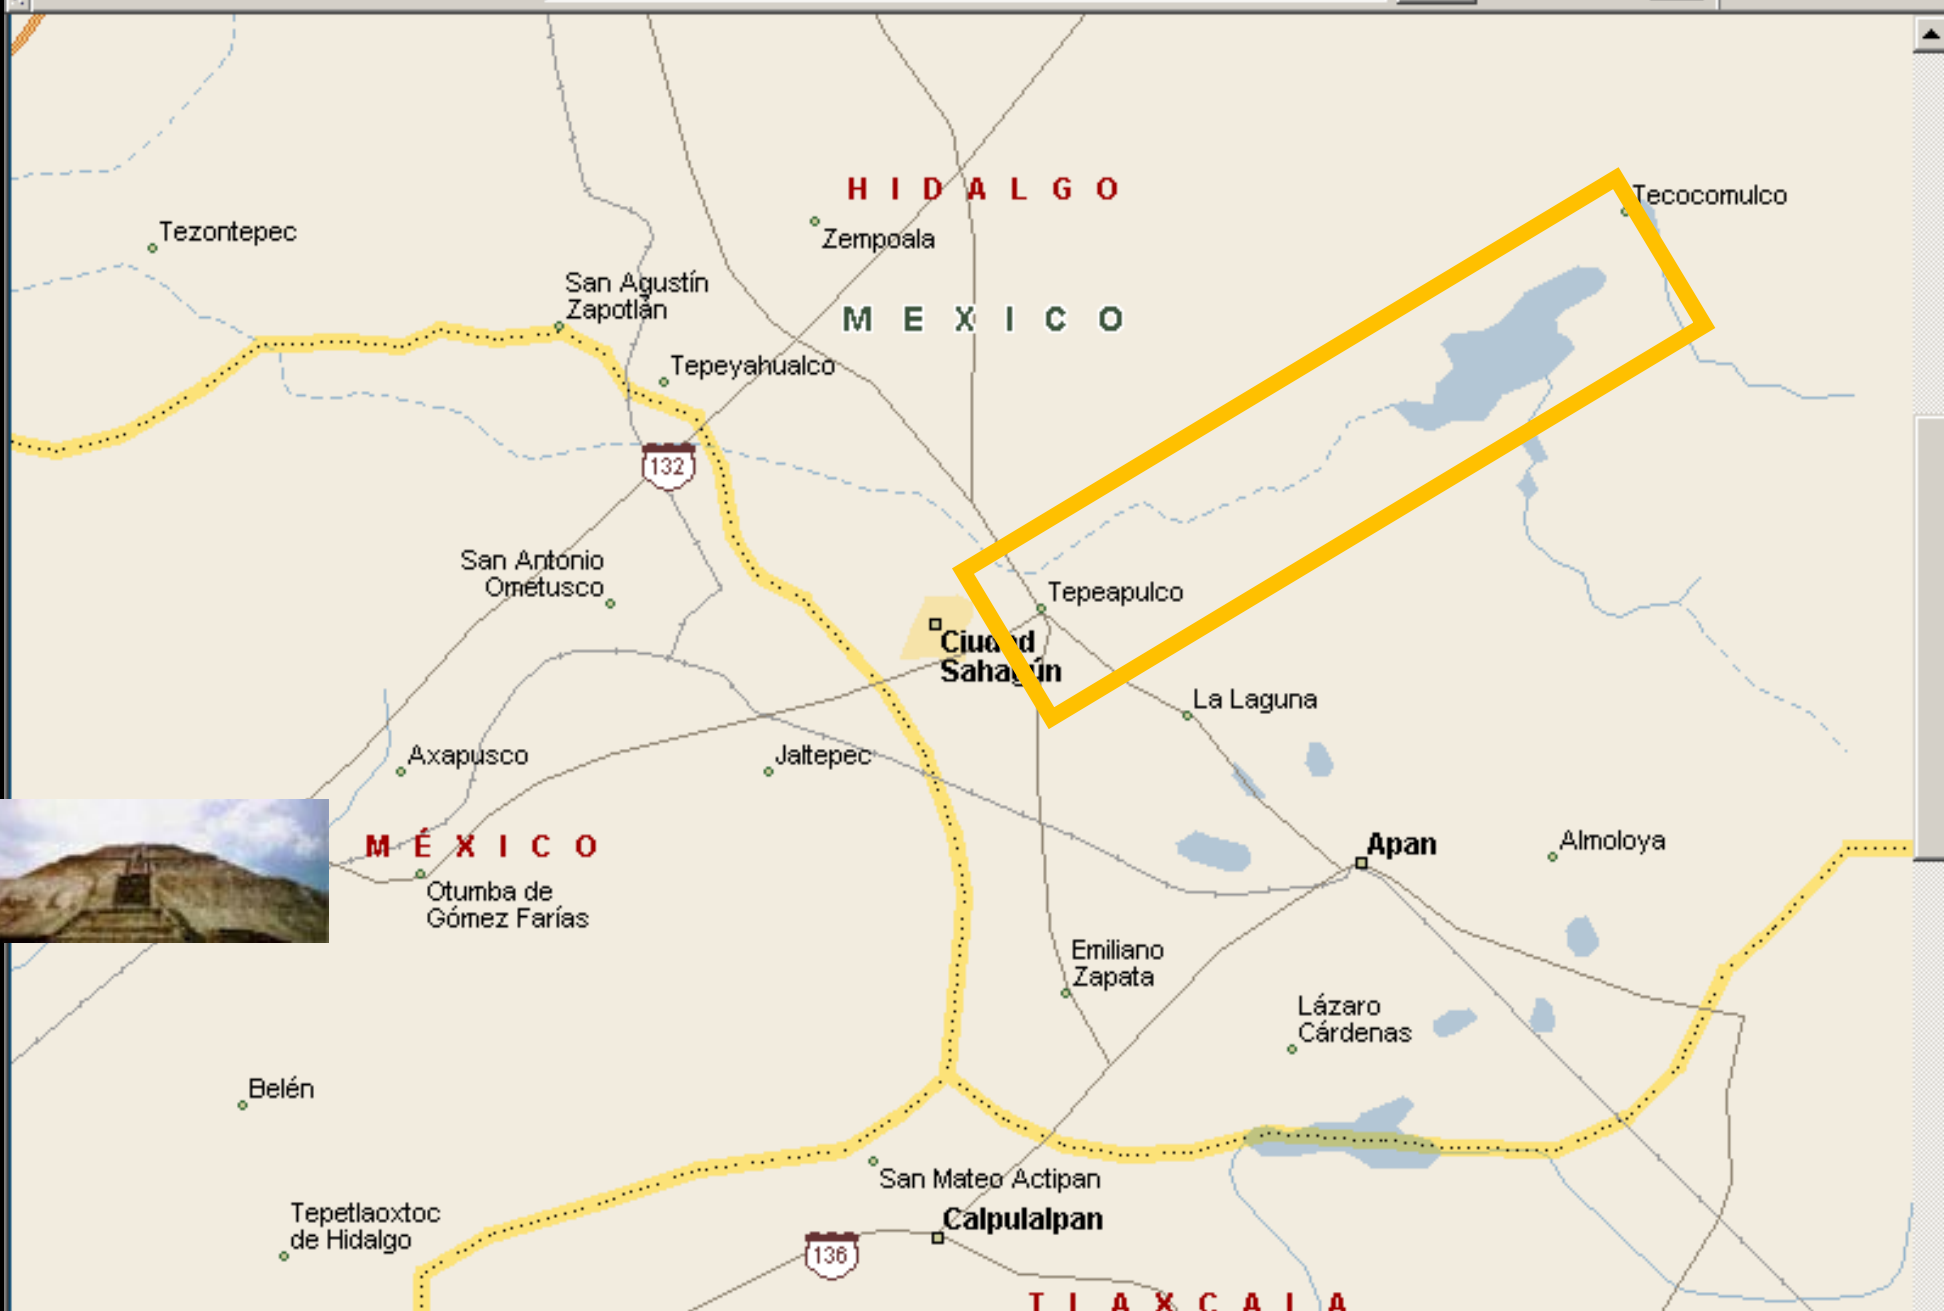 HIDALGO
Tecocomulco
Tezontepec
Zempoala
San Agustín
Zapotlán
MEXICO
Tepeyahualco
132
San Antonio
Ometusco
Tepeapulco
Ciudad
Sahagún
La Laguna
Axapusco
Jaltepec
MÉXICO
Apan
Almoloya
Otumba de
Gómez Farías
Emiliano
Zapata
Lázaro
Cárdenas
Belén
San Mateo Actipan
Tepetlaoxtoc
de Hidalgo
Calpulalpan
136
TLAXCALA